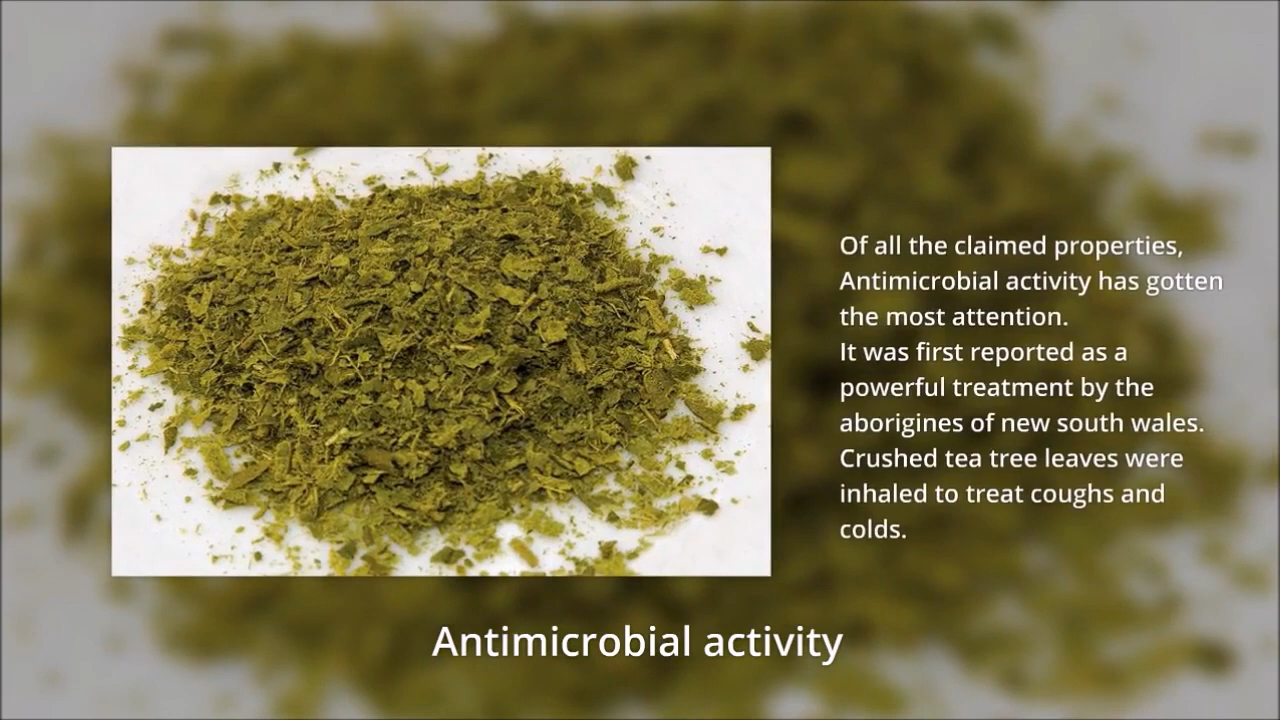 Of all the claimed properties,
Antimicrobial activity has gotten
the most attention.
It was first reported as a
powerful treatment by the
aborigines of new south wales.
Crushed tea tree leaves were
inhaled to treat coughs and
colds.
Antimicrobial activity